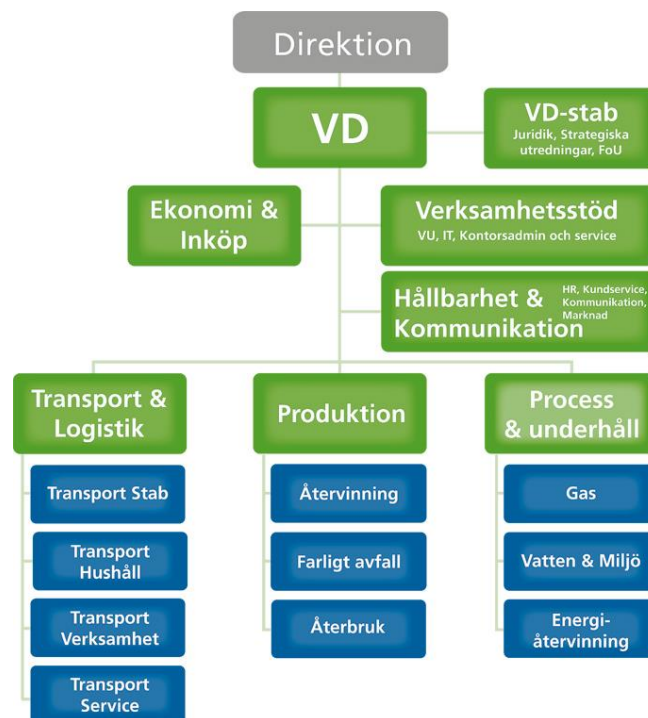 Direktion
VD
VD-stab
Juridik, Strategiska
utredningar, FoU
Ekonomi &
Inköp
Verksamhetsstöd
VU, IT, Kontorsadmin och service
Hållbarhet &
Kommunikation
HR, Kundservice,
Kommunikation,
Marknad
Transport &
Logistik
Transport Stab
Transport
Hushåll
Transport
Verksamhet
Transport
Service
Produktion
Återvinning
Farligt avfall
Återbruk
Process
& underhåll
Gas
Vatten & Miljö
Energi-
återvinning